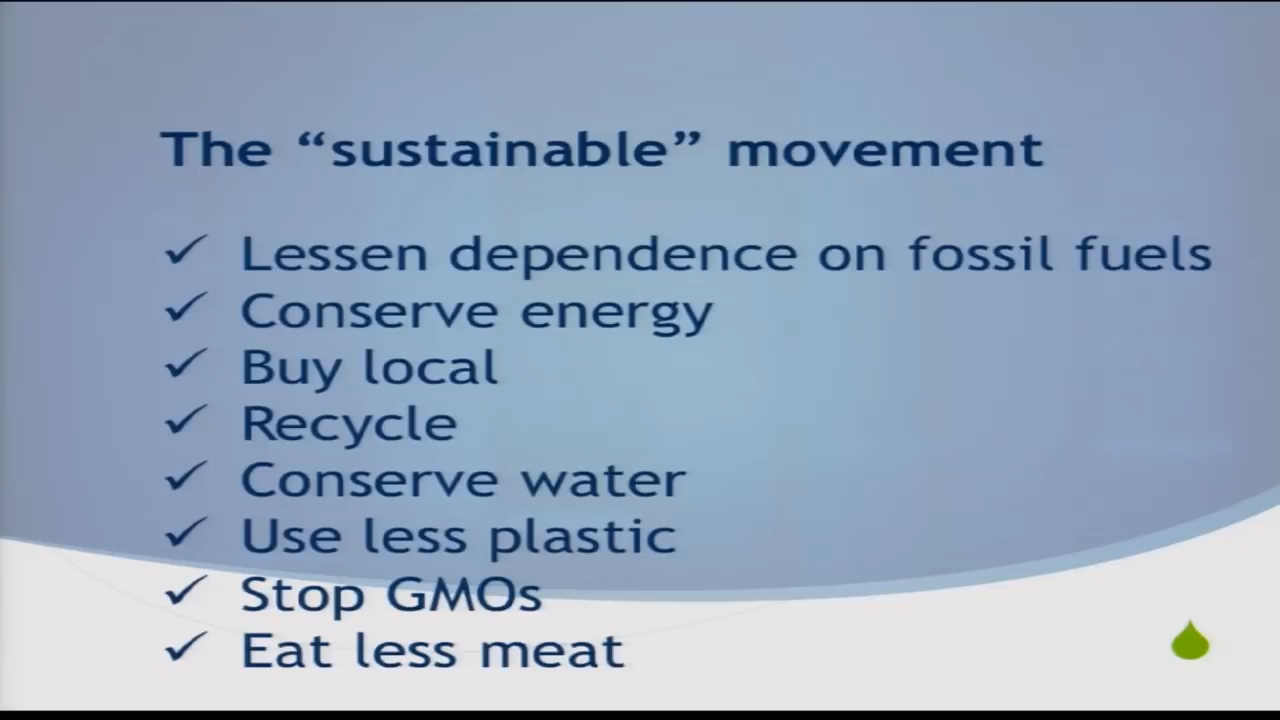 The “sustainable” movement
✓ Lessen dependence on fossil fuels
✓ Conserve energy
✓ Buy local
✓ Recycle
✓ Conserve water
✓ Use less plastic
✓ Stop GMOs
✓ Eat less meat